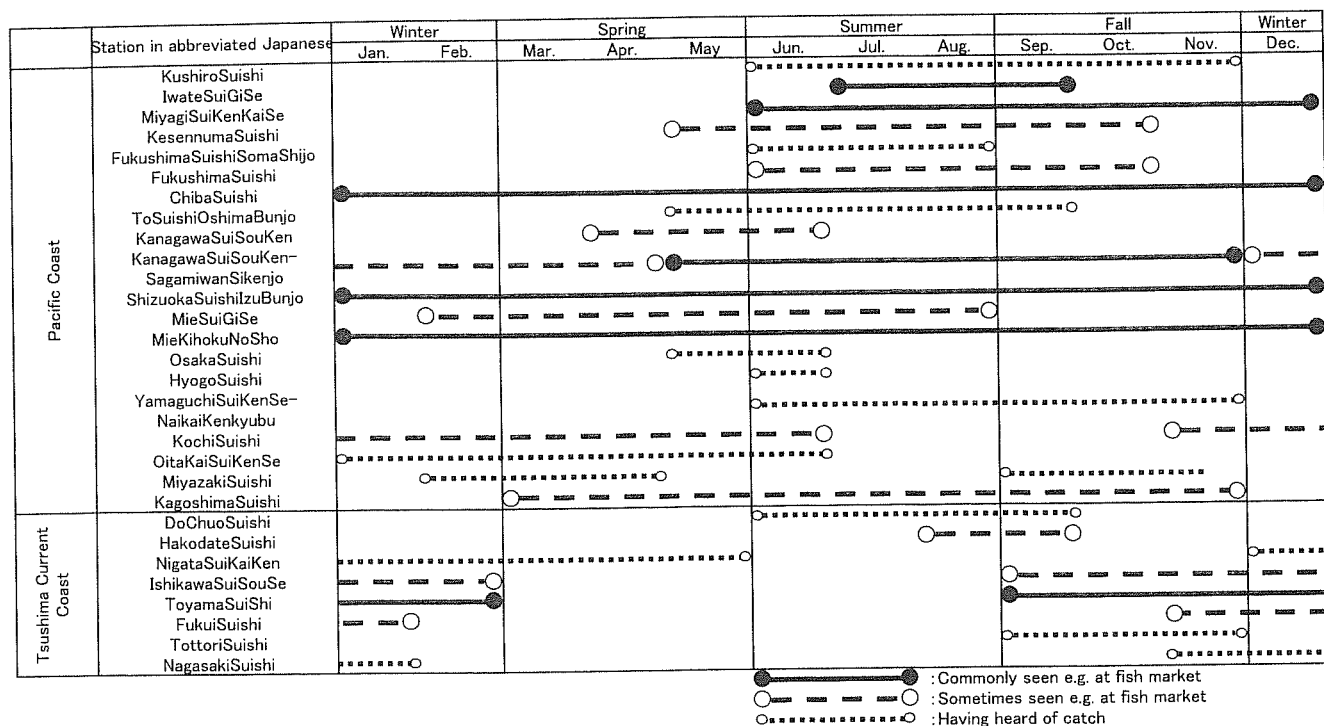 Station in abbreviated Japanese
Winter Spring Summer Fall Winter
Jan. Feb. Mar. Apr. May Jun. Jul. Aug. Sep. Oct. Nov. Dec.
Pacific Coast
KushiroSuishi
IwateSuiGiSe
MiyagiSuiKenKaiSe
KesennumaSuishi
FukushimaSuishiSomaShijo
FukushimaSuishi
ChibaSuishi
ToSuishiOshimaBunjo
KanagawaSuiSouKen
KanagawaSuiSouKen-
SagamiwanSikenjo
ShizuokaSuishiIzuBunjo
MieSuiGiSe
MieKihokuNoSho
OsakaSuishi
HyogoSuishi
YamaguchiSuiKenSe-
NaikaiKenkyubu
KochiSuishi
OitaKaiSuiKenSe
MiyazakiSuishi
KagoshimaSuishi
Tsushima Current
Coast
DoChuoSuishi
HakodateSuishi
NigataSuiKaiKen
IshikawaSuiSouSe
ToyamaSuiShi
FukuiSuishi
TottoriSuishi
NagasakiSuishi
:Commonly seen e.g. at fish market
:Sometimes seen e.g. at fish market
:Having heard of catch